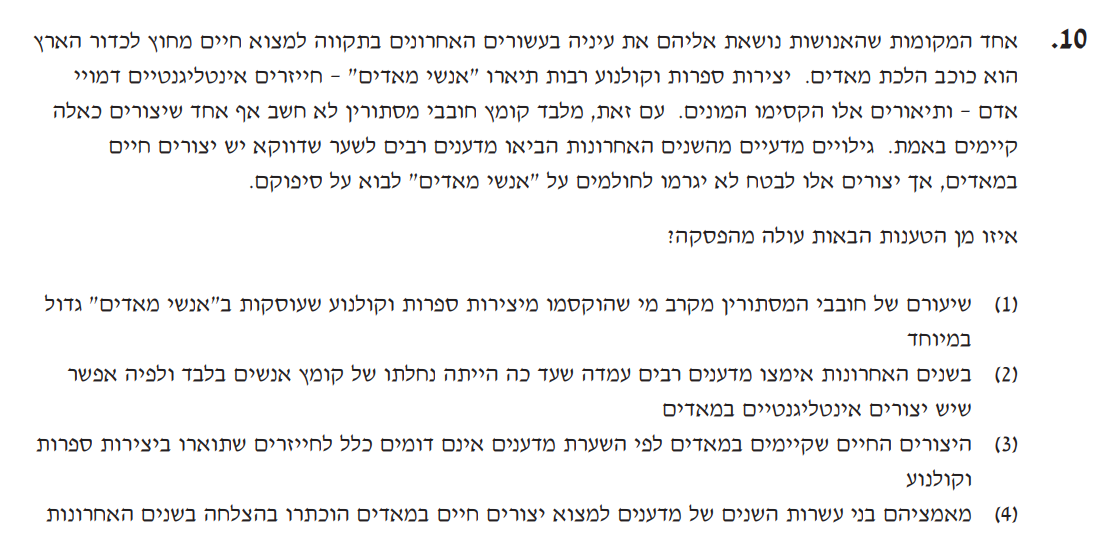 10. אחד המקומות שהאנושות נושאת אליהם את עיניה בעשורים האחרונים בתקווה למצוא חיים מחוץ לכדור הארץ
הוא כוכב הלכת מאדים. יצירות ספרות וקולנוע רבות תיארו "אנשי מאדים" – חייזרים אינטליגנטיים דמויי
אדם – ותיאורים אלו הקסימו המונים. עם זאת, מלבד קומץ חובבי מסתורין לא חשב אף אחד שיצורים כאלה
קיימים באמת. גילויים מדעיים מהשנים האחרונות הביאו מדענים רבים לשער שדווקא יש יצורים חיים
במאדים, אך יצורים אלו לבטח לא יגרמו לחולמים על "אנשי מאדים" לבוא על סיפוקם.
איזו מן הטענות הבאות עולה מהפסקה?
(1) שיעורם של חובבי המסתורין מקרב מי שהוקסמו מיצירות ספרות וקולנוע שעוסקות ב"אנשי מאדים" גדול
במיוחד
(2) בשנים האחרונות אימצו מדענים רבים עמדה שעד כה הייתה נחלתו של קומץ אנשים בלבד ולפיה אפשר
שיש יצורים אינטליגנטיים במאדים
(3) היצורים החיים שקיימים במאדים לפי השערת מדענים אינם דומים כלל לחייזרים שתוארו ביצירות ספרות
וקולנוע
(4) מאמציהם בני עשרות השנים של מדענים למצוא יצורים חיים במאדים הוכתרו בהצלחה בשנים האחרונות